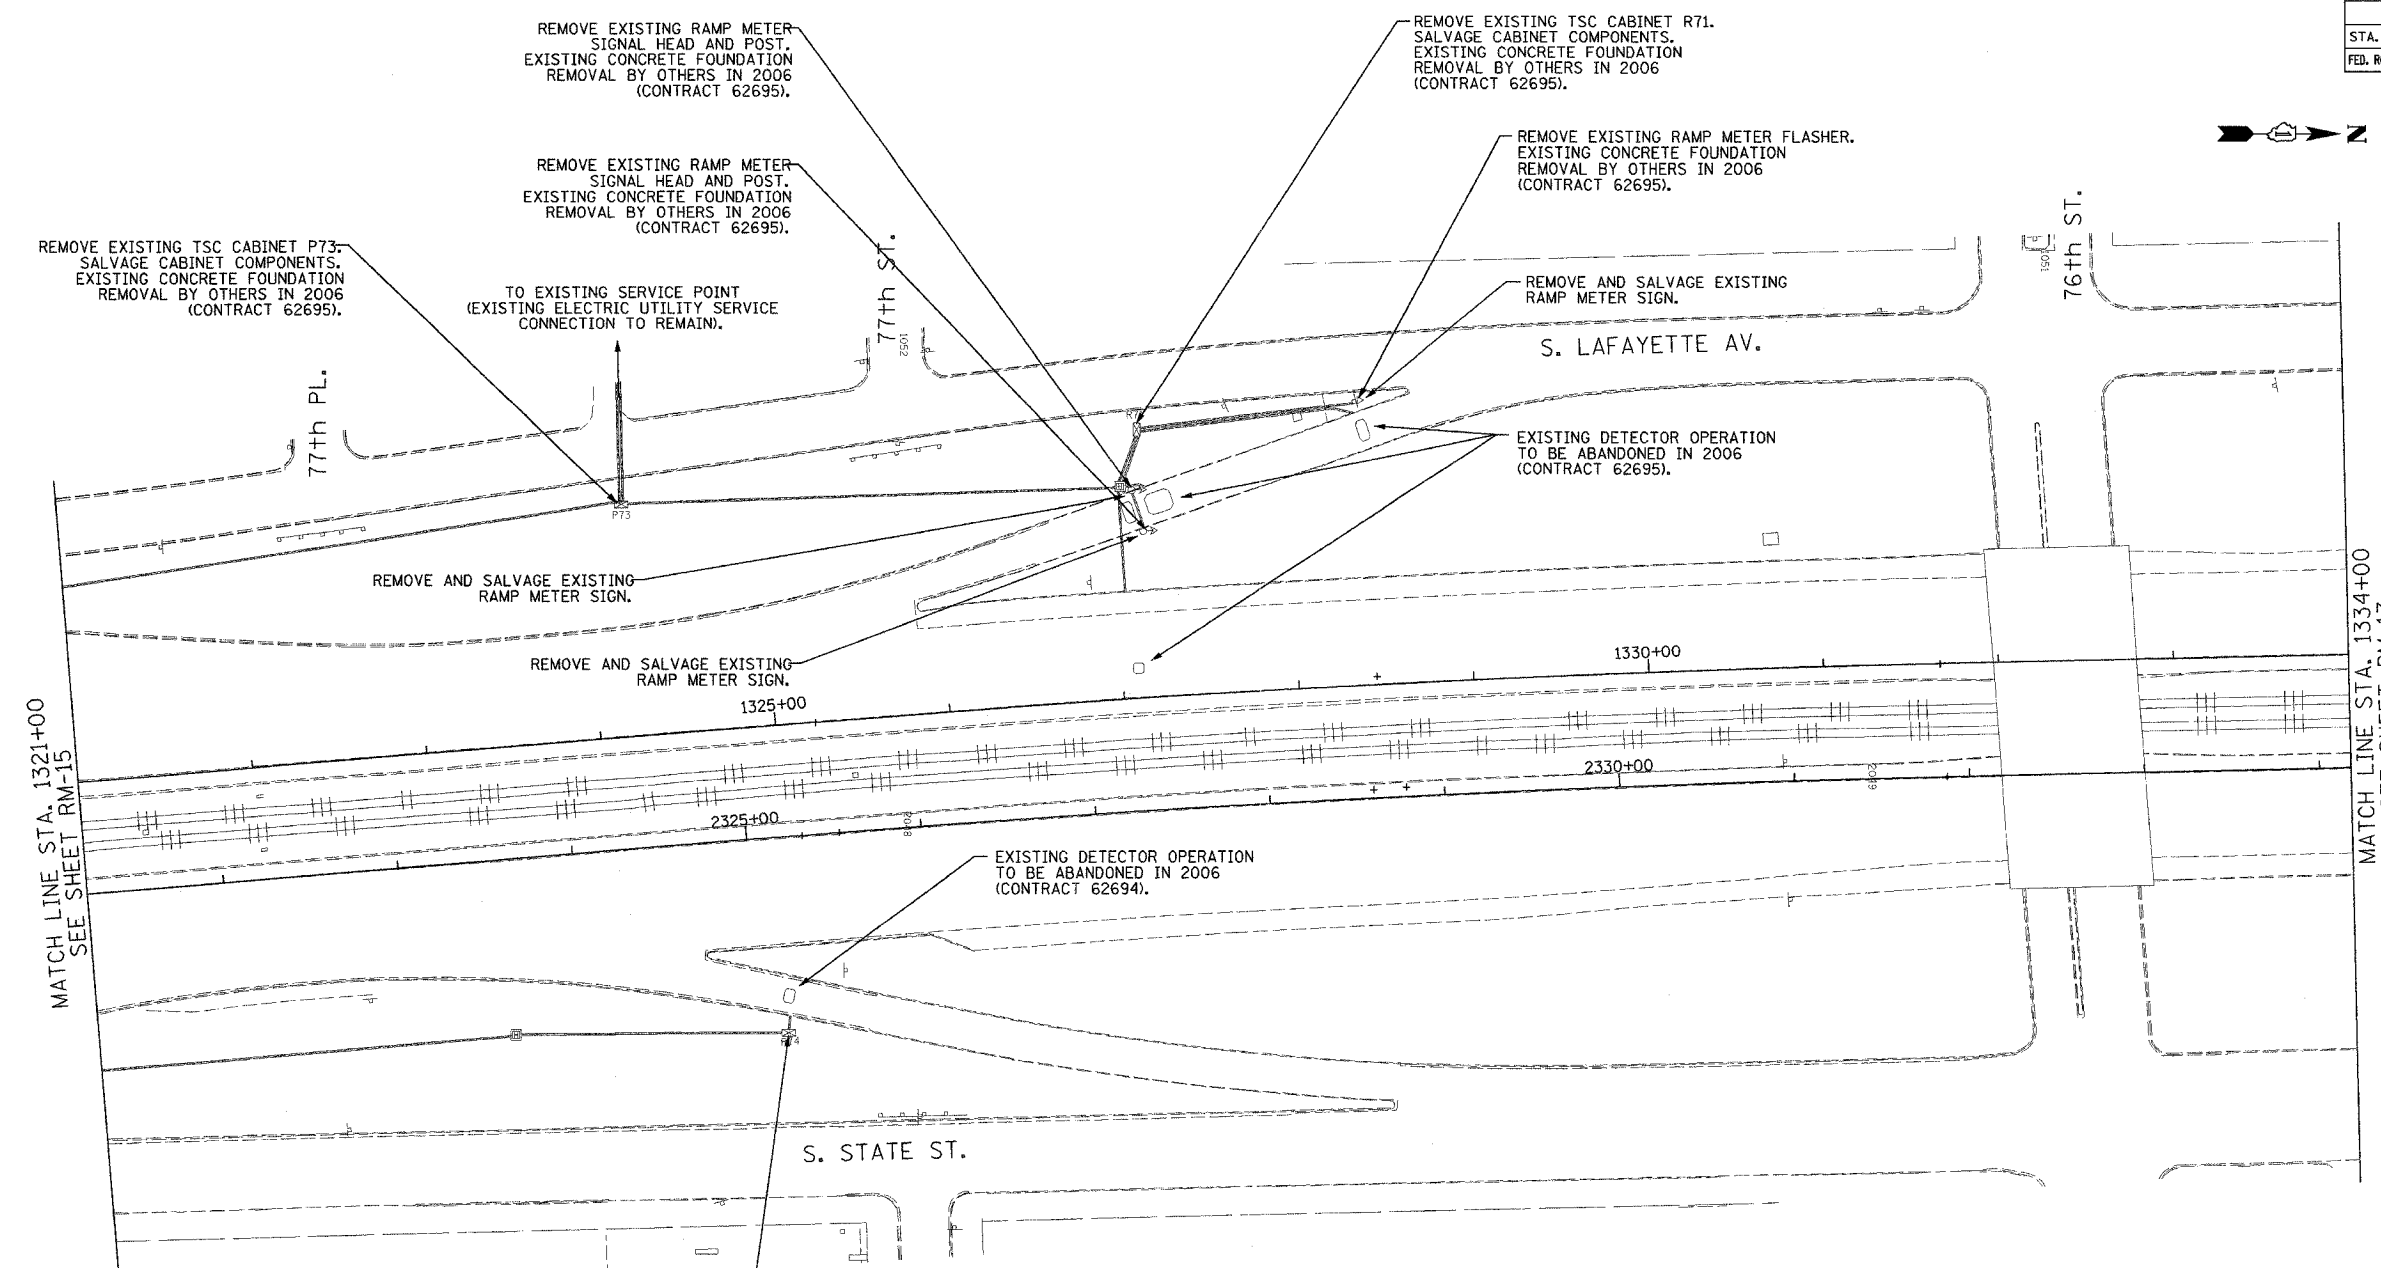 REMOVE EXISTING RAMP METER
SIGNAL HEAD AND POST.
EXISTING CONCRETE FOUNDATION
REMOVAL BY OTHERS IN 2006
(CONTRACT 62695).
REMOVE EXISTING TSC CABINET R71.
SALVAGE CABINET COMPONENTS.
EXISTING CONCRETE FOUNDATION
REMOVAL BY OTHERS IN 2006
(CONTRACT 62695).
STA.
FED.
N
REMOVE EXISTING RAMP METER
SIGNAL HEAD AND POST.
EXISTING CONCRETE FOUNDATION
REMOVAL BY OTHERS IN 2006
(CONTRACT 62695).
REMOVE EXISTING RAMP METER FLASHER.
EXISTING CONCRETE FOUNDATION
REMOVAL BY OTHERS IN 2006
(CONTRACT 62695).
REMOVE EXISTING TSC CABINET P73.
SALVAGE CABINET COMPONENTS.
EXISTING CONCRETE FOUNDATION
REMOVAL BY OTHERS IN 2006
(CONTRACT 62695).
TO EXISTING SERVICE POINT
(EXISTING ELECTRIC UTILITY SERVICE
CONNECTION TO REMAIN).
77th PL.
77th ST.
1052
76th ST.
1051
REMOVE AND SALVAGE EXISTING
RAMP METER SIGN.
S. LAFAYETTE AV.
EXISTING DETECTOR OPERATION
TO BE ABANDONED IN 2006
(CONTRACT 62695).
P73
REMOVE AND SALVAGE EXISTING
RAMP METER SIGN.
REMOVE AND SALVAGE EXISTING
RAMP METER SIGN.
1325+00
1330+00
2325+00
2330+00
2048
2049
MATCH LINE STA. 1321+00
SEE SHEET RM-15
MATCH LINE STA. 1334+00
EXISTING DETECTOR OPERATION
TO BE ABANDONED IN 2006
(CONTRACT 62694).
S. STATE ST.